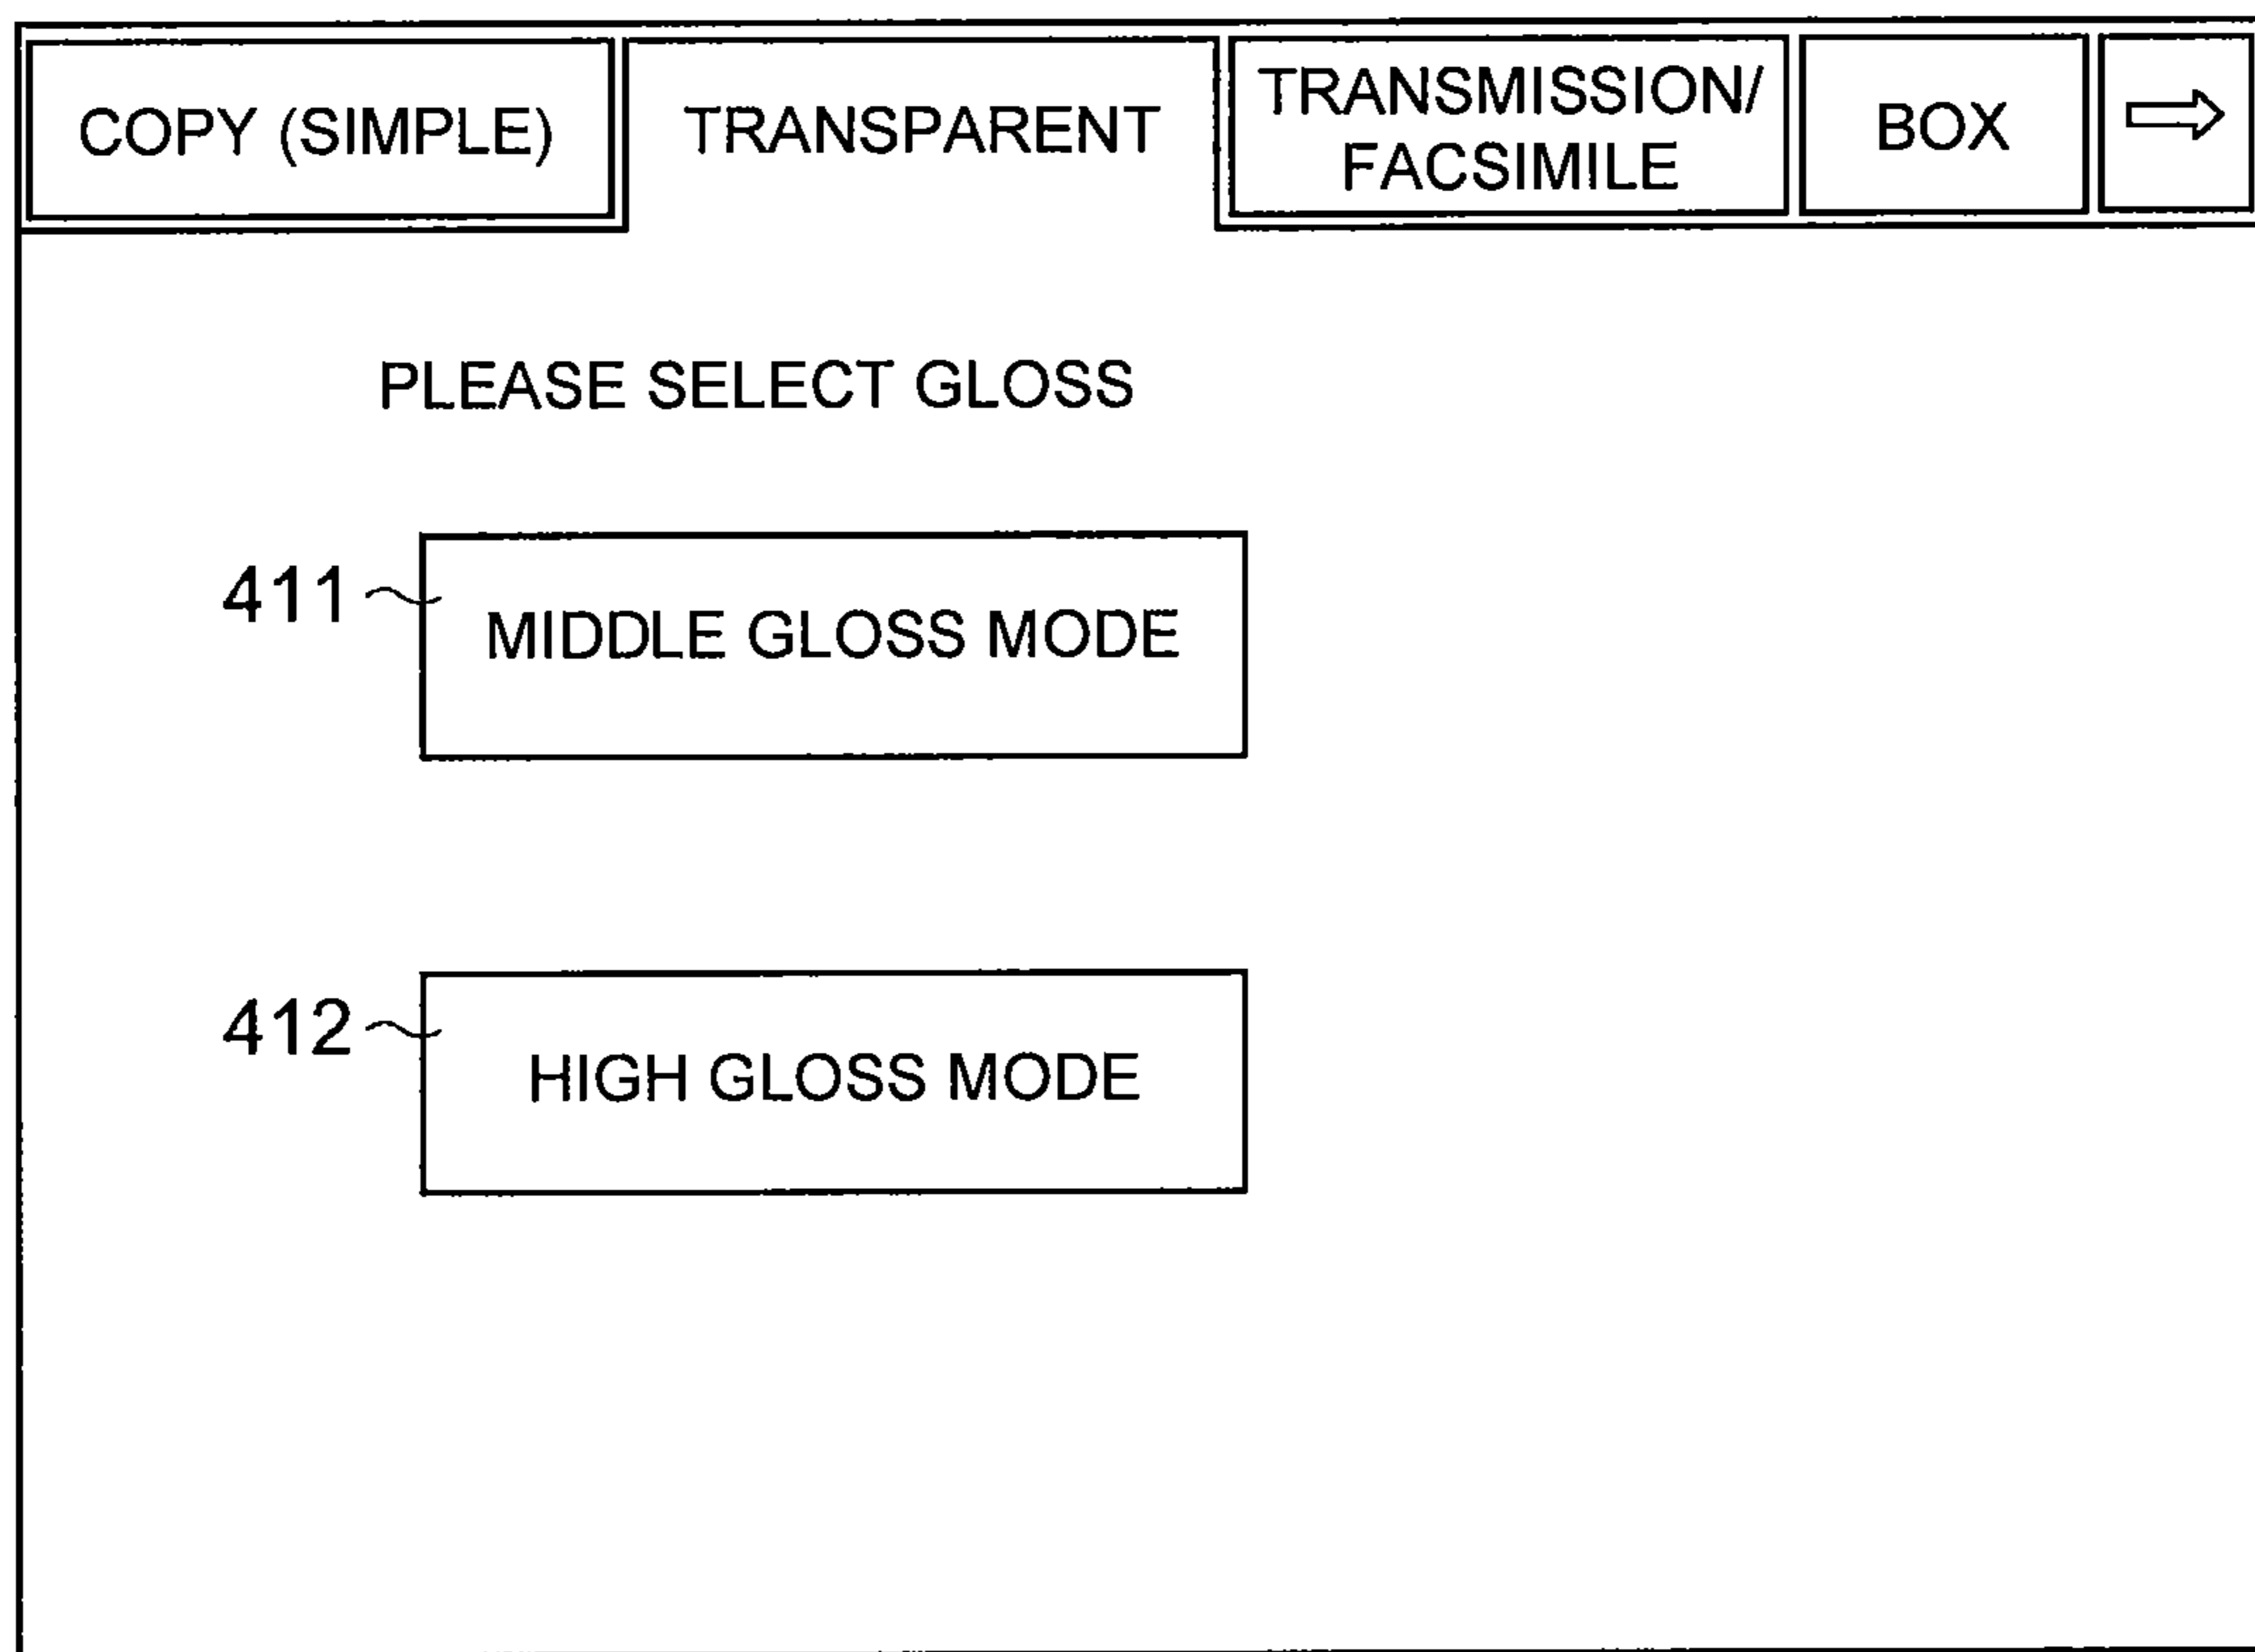 COPY (SIMPLE)
TRANSPARENT
TRANSMISSION/
FACSIMILE
BOX
PLEASE SELECT GLOSS
411
MIDDLE GLOSS MODE
412
HIGH GLOSS MODE